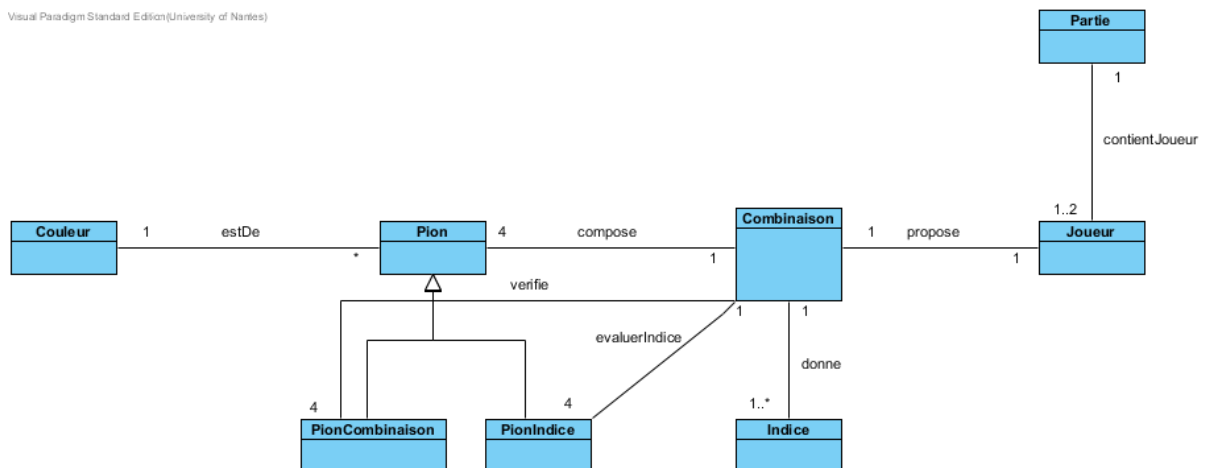 Visual Paradigm Standard Edition(University of Nantes)
Partie
1
contientJoueur
1..2
Couleur
1
estDe
*
Pion
4
compose
1
Combinaison
1
propose
1
Joueur
verifie
1
1
evaluerIndice
donne
4
4
1..*
PionCombinaison
PionIndice
Indice